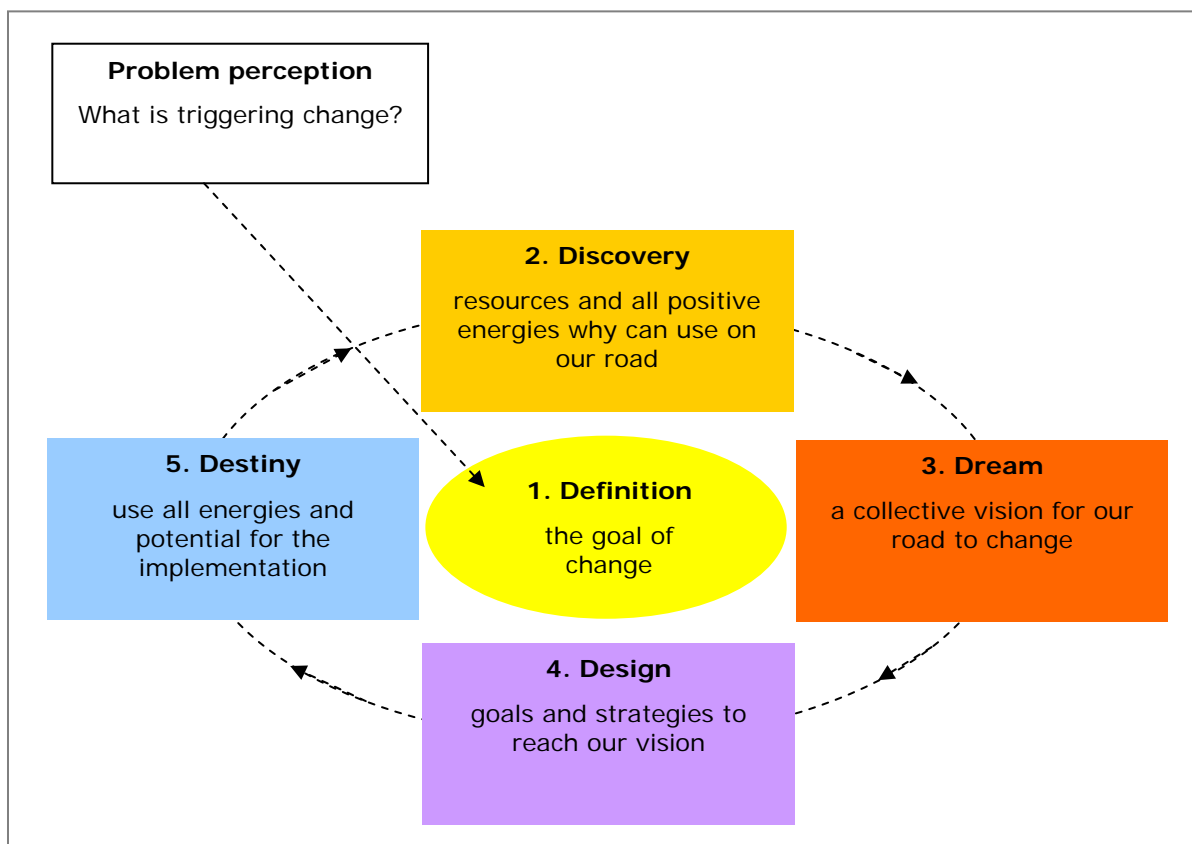 Problem perception
What is triggering change?
2. Discovery
resources and all positive
energies why can use on
our road
5. Destiny
use all energies and
potential for the
implementation
1. Definition
the goal of
change
3. Dream
a collective vision for our
road to change
4. Design
goals and strategies to
reach our vision